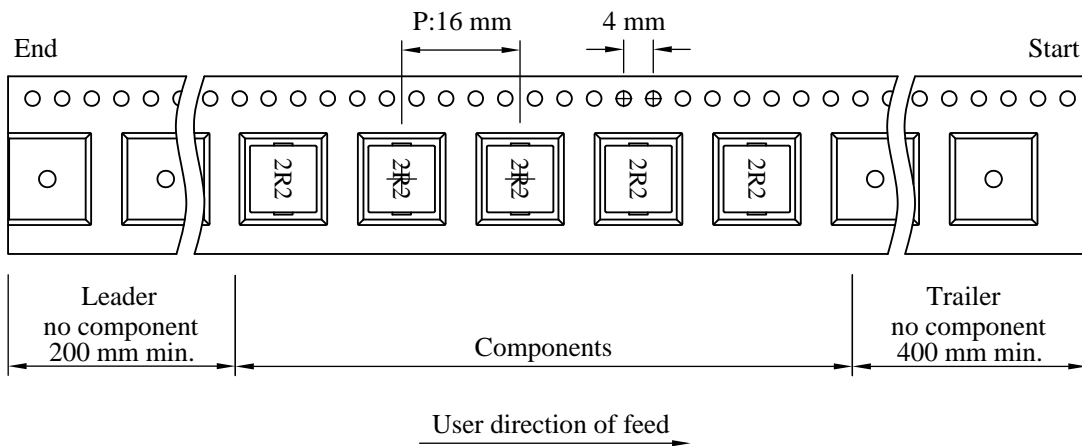 P:16 mm
4 mm
End
Start
2R2
2R2
2R2
2R2
2R2
Leader
no component
200 mm min.
Components
Trailer
no component
400 mm min.
User direction of feed